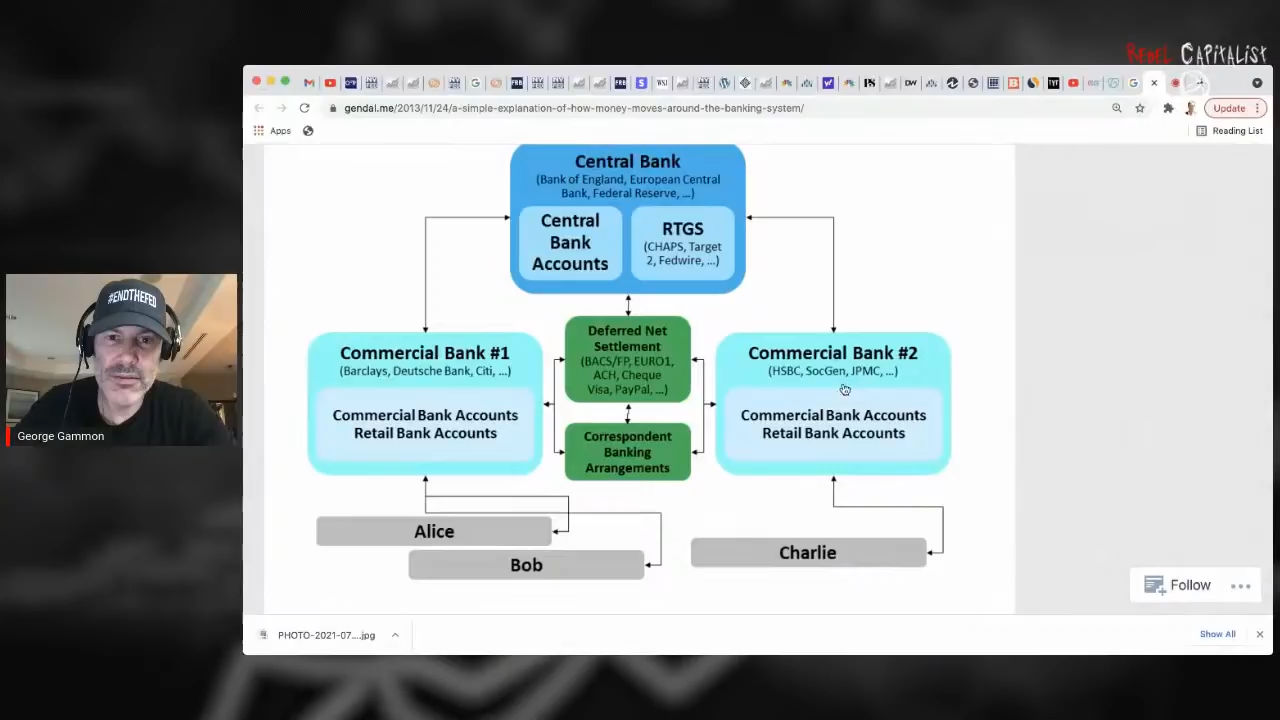 REBEL CAPITALIST
gendal.me/2013/11/24/a-simple-explanation-of-how-money-moves-around-the-banking-system/
Update
Apps
Reading List
Central Bank
(Bank of England, European Central
Bank, Federal Reserve, ...)
Central
Bank
Accounts
RTGS
(CHAPS, Target
2, Fedwire, ...)
Deferred Net
Settlement
(BACS/FP, EURO1,
ACH, Cheque
Visa, PayPal, ...)
Commercial Bank #1
(Barclays, Deutsche Bank, Citi, ...)
Commercial Bank Accounts
Retail Bank Accounts
Commercial Bank #2
(HSBC, SocGen, JPMC, ...)
Commercial Bank Accounts
Retail Bank Accounts
Correspondent
Banking
Arrangements
Alice
Bob
Charlie
#ENDTHEFED
George Gammon
Follow
PHOTO-2021-07....jpg
Show All